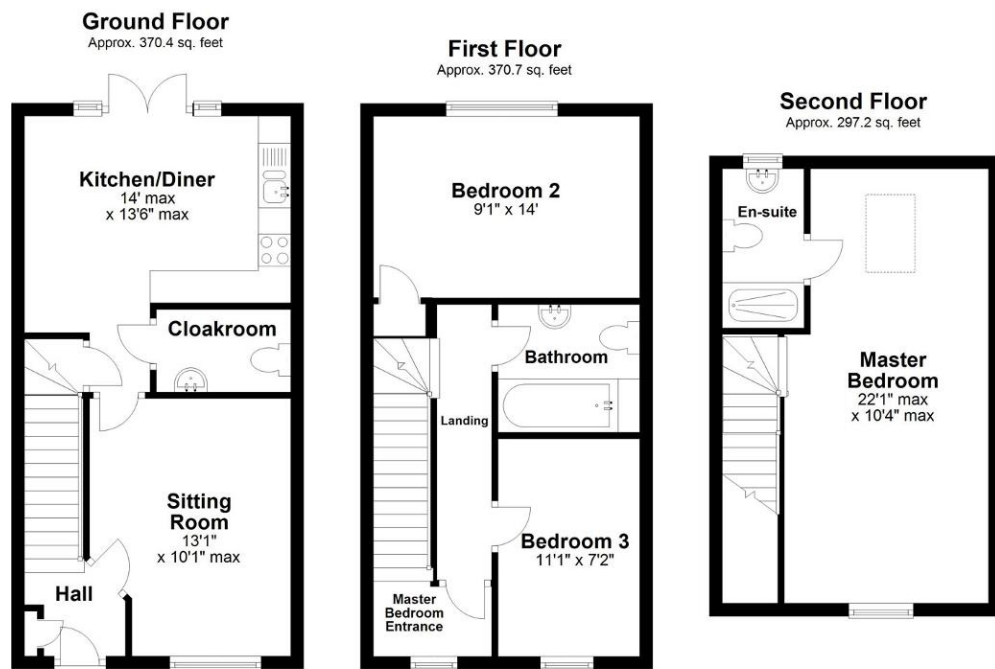 Ground Floor
Approx. 370.4 sq. feet
Kitchen/Diner
14' max
x 13'6" max
Cloakroom
Sitting
Room
13'1"
x 10'1" max
Hall
First Floor
Approx. 370.7 sq. feet
Bedroom 2
9'1" x 14'
Bathroom
Landing
Bedroom 3
11'1" x 7'2"
Master
Bedroom
Entrance
Second Floor
Approx. 297.2 sq. feet
En-suite
Master
Bedroom
22'1" max
x 10'4" max